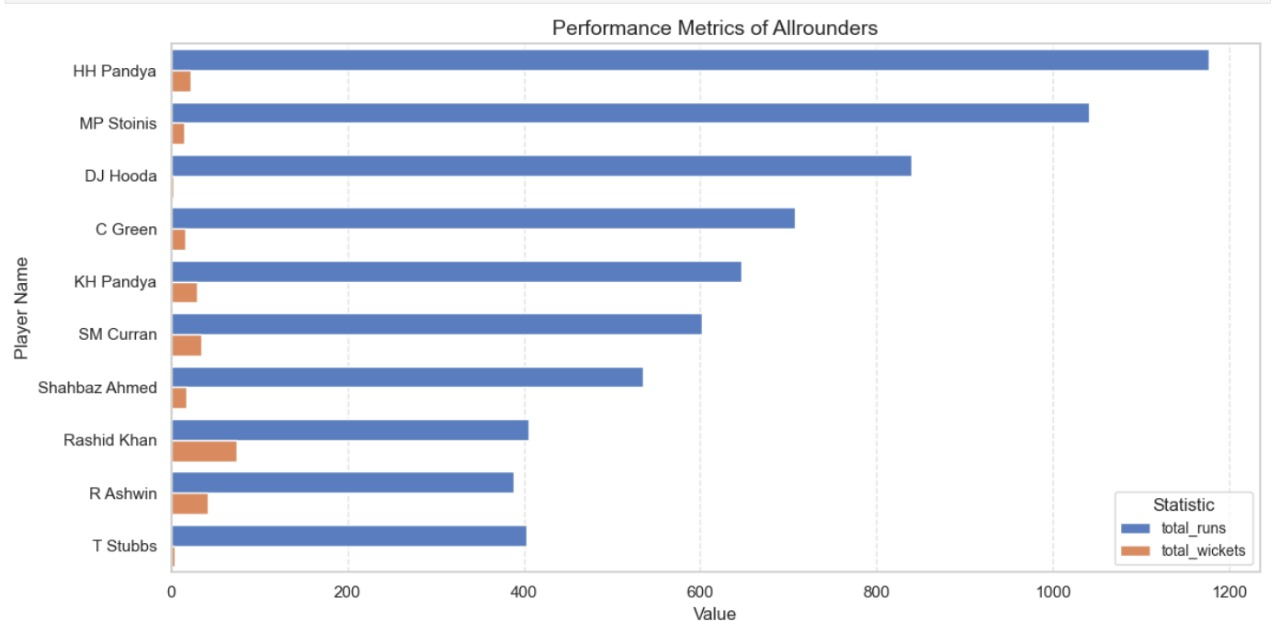 Performance Metrics of Allrounders
Player Name
HH Pandya
MP Stoinis
DJ Hooda
C Green
KH Pandya
SM Curran
Shahbaz Ahmed
Rashid Khan
R Ashwin
T Stubbs
Statistic
total_runs
total_wickets
0 200 400 600 800 1000 1200
Value